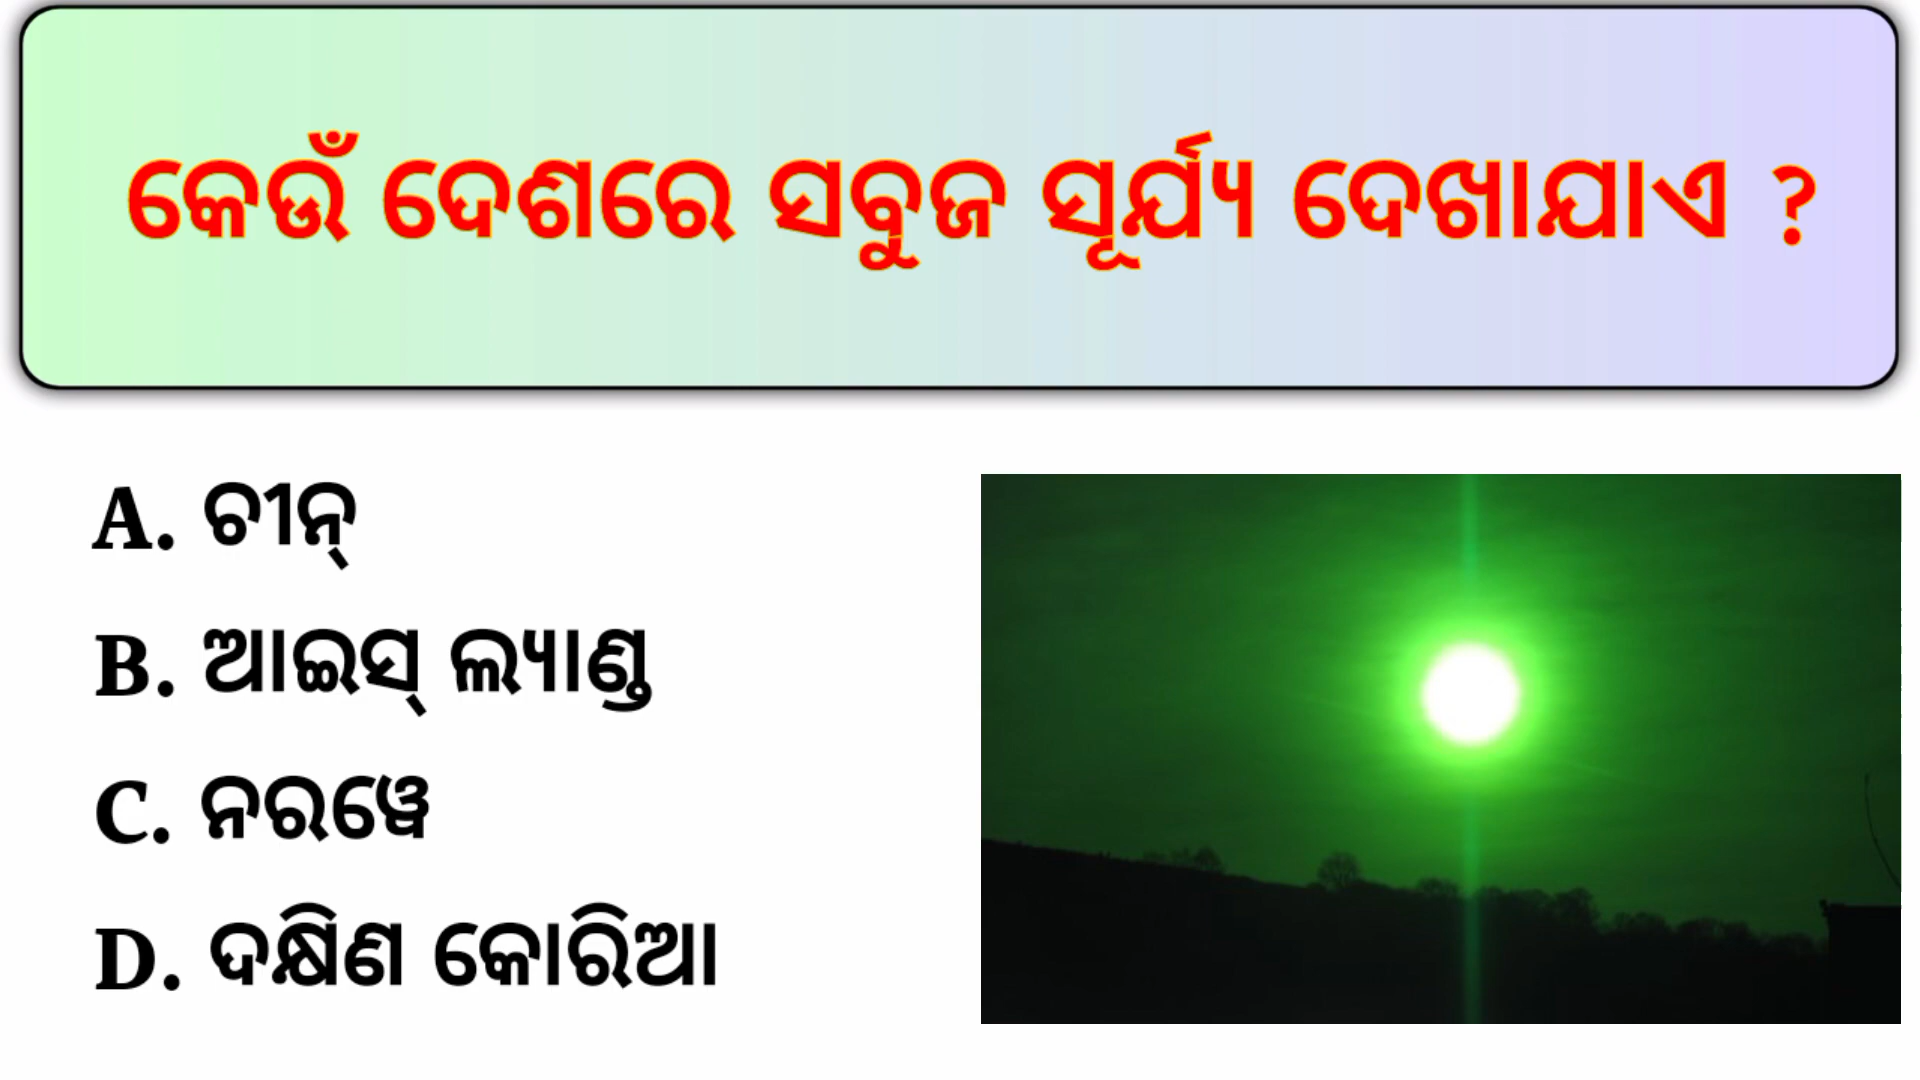 କେଉଁ ଦେଶରେ ସବୁଜ ସୂର୍ଯ୍ୟ ଦେଖାଯାଏ ?
A. ଚୀନ୍
B. ଆଇସ୍ ଲ୍ୟାଣ୍ଡ
C. ନରୱେ
D. ଦକ୍ଷିଣ କୋରିଆ